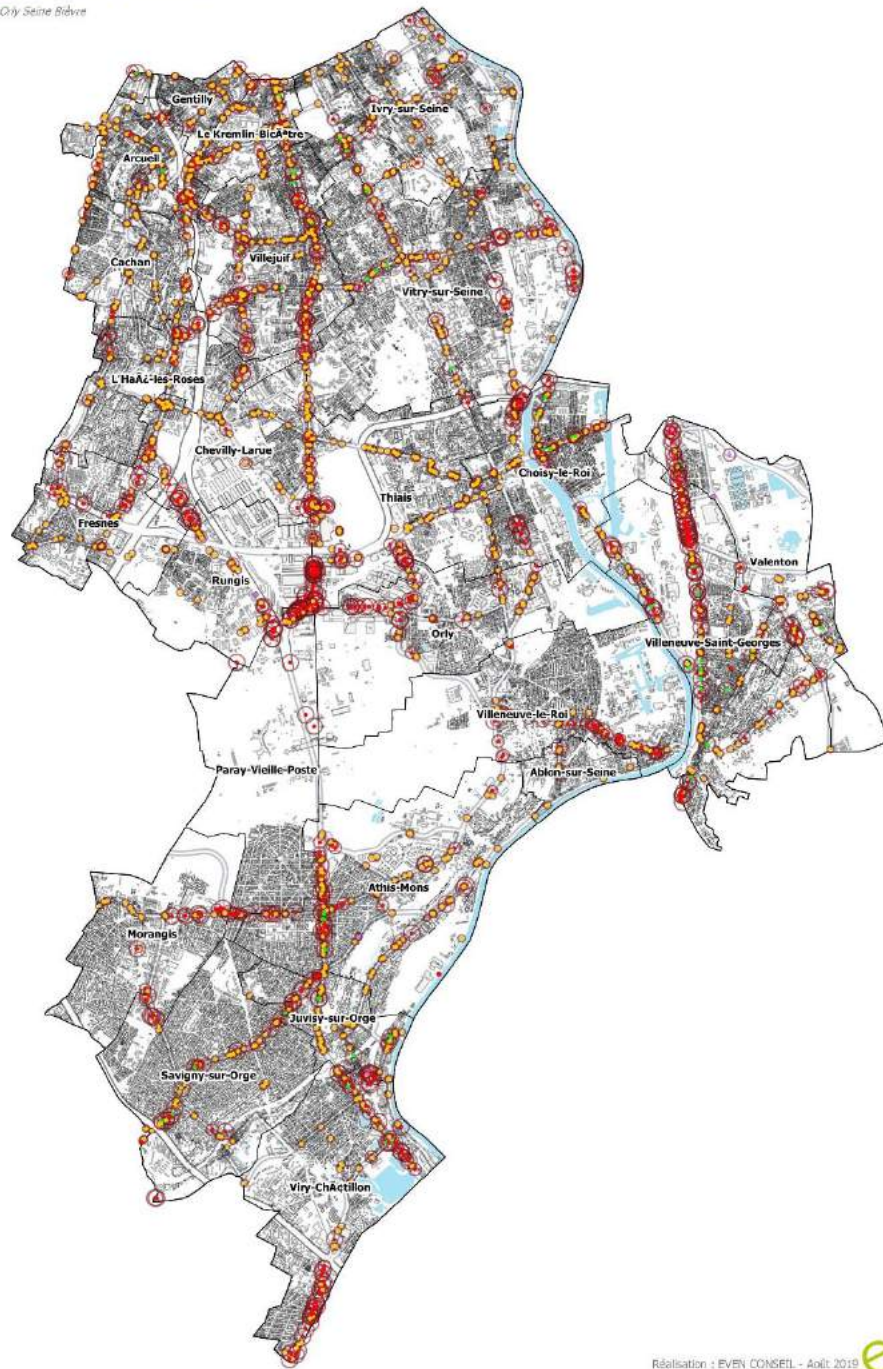 Orly Seine Bièvre
Gentilly
Ivry-sur-Seine
Le Kremlin-BicÃªtre
Arcueil
Cachan
Villejuif
Vitry-sur-Seine
L'HaÃ¿-les-Roses
Chevilly-Larue
Choisy-le-Roi
Thiais
Fresnes
Valenton
Rungis
Orly
Villeneuve-Saint-Georges
Villeneuve-le-Roi
Paray-Vieille-Poste
Ablon-sur-Seine
Athis-Mons
Morangis
Juvisy-sur-Orge
Savigny-sur-Orge
Viry-ChÃ¢tillon
Réalisation : EVEN CONSEIL - Août 2019